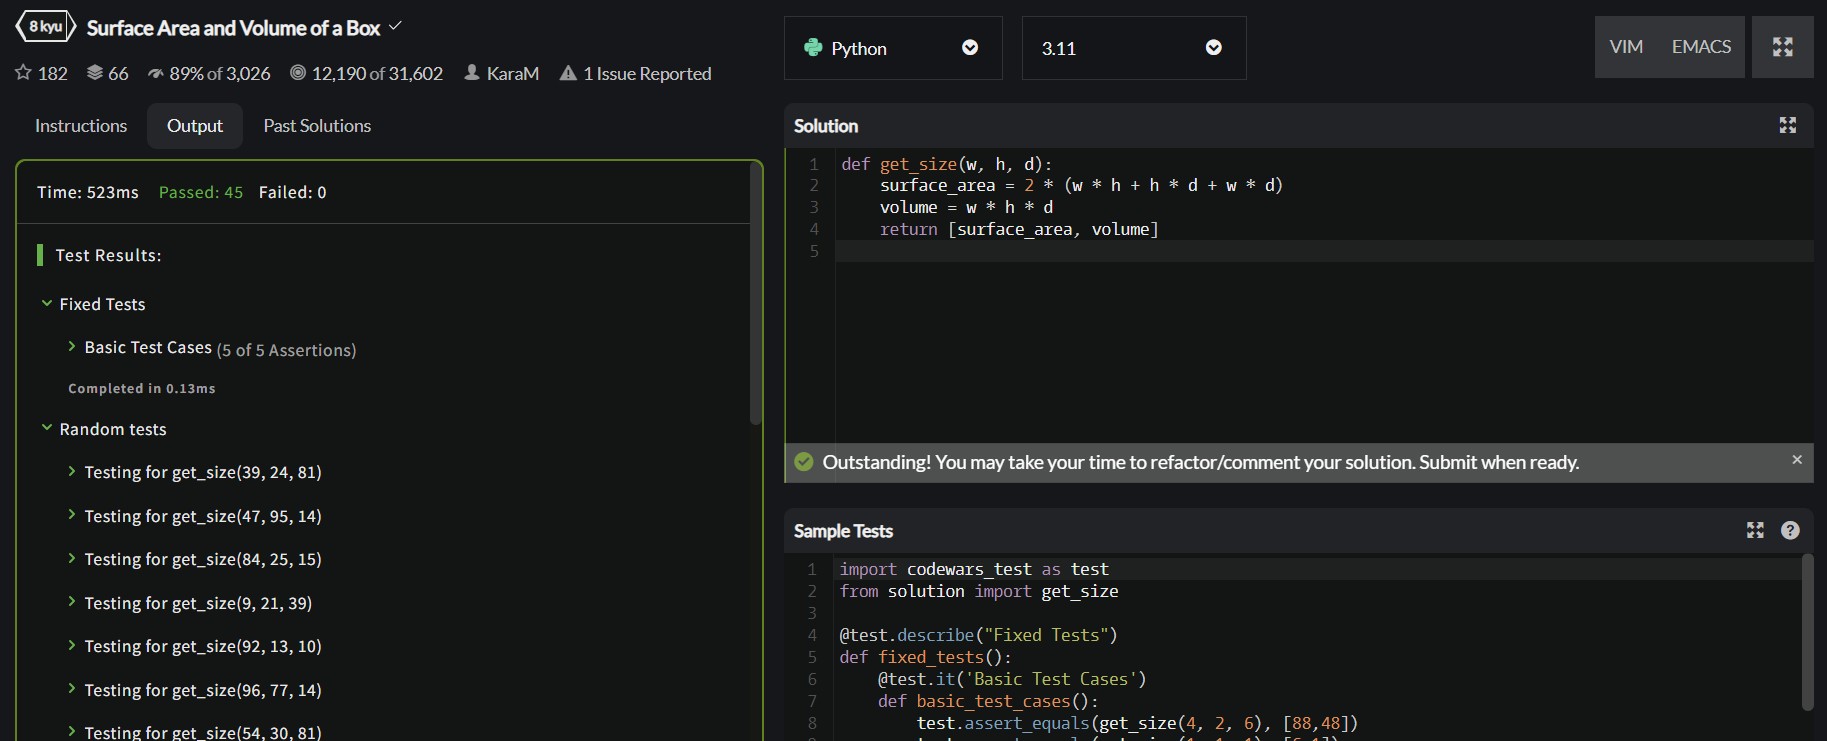 8 kyu Surface Area and Volume of a Box
182 66 89% of 3,026 12,190 of 31,602 KaraM 1 Issue Reported
Instructions Output Past Solutions
Time: 523ms Passed: 45 Failed: 0
Test Results:
Fixed Tests
Basic Test Cases (5 of 5 Assertions)
Completed in 0.13ms
Random tests
Testing for get_size(39, 24, 81)
Testing for get_size(47, 95, 14)
Testing for get_size(84, 25, 15)
Testing for get_size(9, 21, 39)
Testing for get_size(92, 13, 10)
Testing for get_size(96, 77, 14)
Testing for get_size(54, 30, 81)
Python 3.11 VIM EMACS
Solution
1 def get_size(w, h, d):
2 surface_area = 2 * (w * h + h * d + w * d)
3 volume = w * h * d
4 return [surface_area, volume]
5
Outstanding! You may take your time to refactor/comment your solution. Submit when ready.
Sample Tests
1 import codewars_test as test
2 from solution import get_size
3
4 @test.describe("Fixed Tests")
5 def fixed_tests():
6 @test.it('Basic Test Cases')
7 def basic_test_cases():
8 test.assert_equals(get_size(4, 2, 6), [88,48])